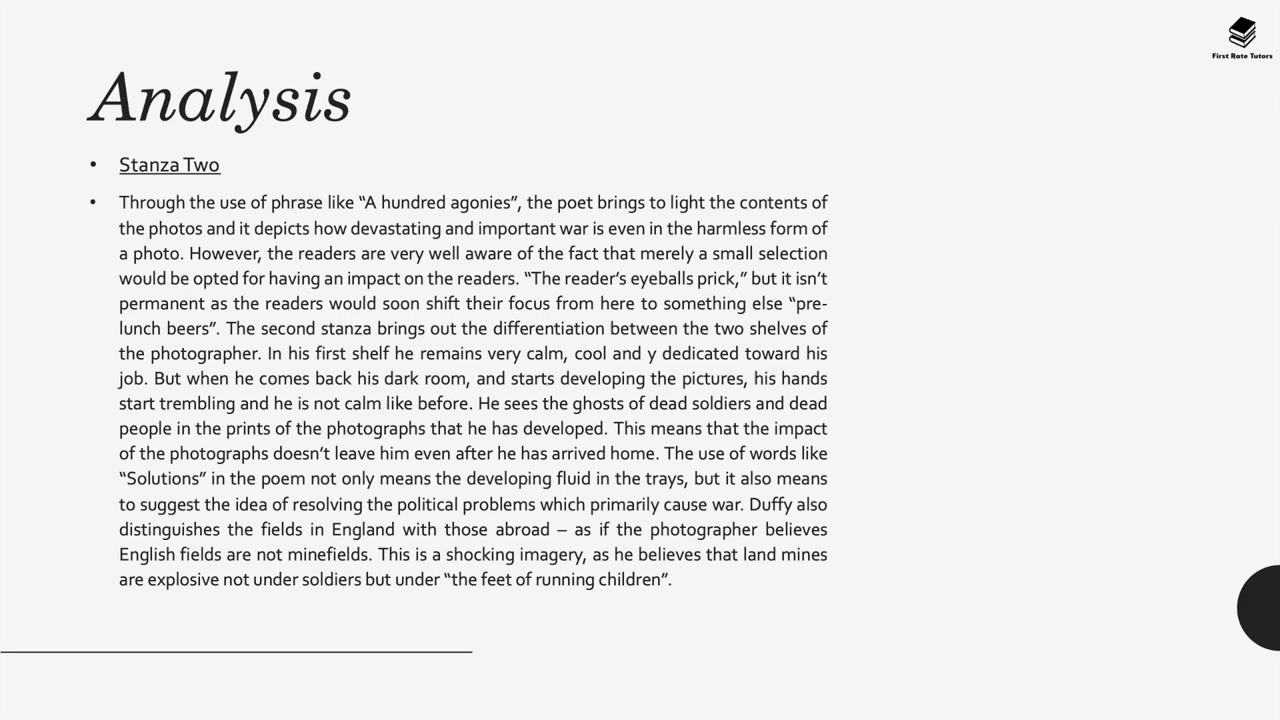 First Rate Tutors
Analysis
• Stanza Two
• Through the use of phrase like “A hundred agonies”, the poet brings to light the contents of
the photos and it depicts how devastating and important war is even in the harmless form of
a photo. However, the readers are very well aware of the fact that merely a small selection
would be opted for having an impact on the readers. “The reader’s eyeballs prick,” but it isn’t
permanent as the readers would soon shift their focus from here to something else “pre-
lunch beers”. The second stanza brings out the differentiation between the two shelves of
the photographer. In his first shelf he remains very calm, cool and y dedicated toward his
job. But when he comes back his dark room, and starts developing the pictures, his hands
start trembling and he is not calm like before. He sees the ghosts of dead soldiers and dead
people in the prints of the photographs that he has developed. This means that the impact
of the photographs doesn’t leave him even after he has arrived home. The use of words like
“Solutions” in the poem not only means the developing fluid in the trays, but it also means
to suggest the idea of resolving the political problems which primarily cause war. Duffy also
distinguishes the fields in England with those abroad – as if the photographer believes
English fields are not minefields. This is a shocking imagery, as he believes that land mines
are explosive not under soldiers but under “the feet of running children”.